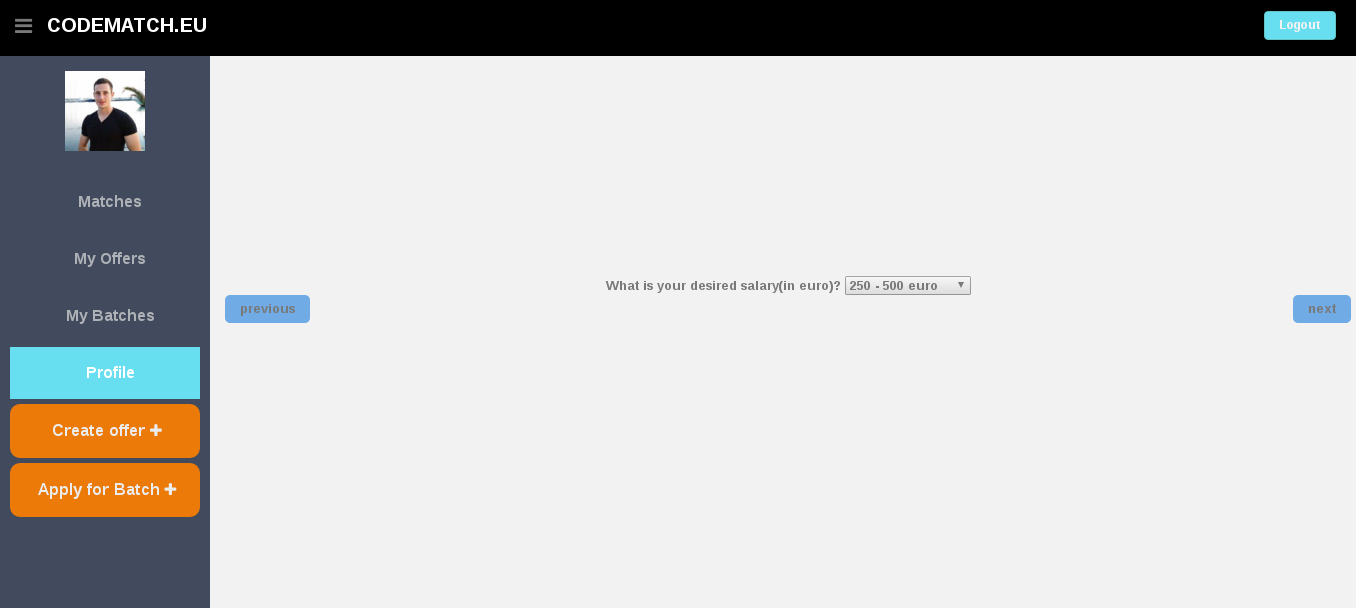 CODEMATCH.EU
Logout
Matches
My Offers
My Batches
Profile
Create offer
Apply for Batch
What is your desired salary(in euro)? 250 - 500 euro
previous
next